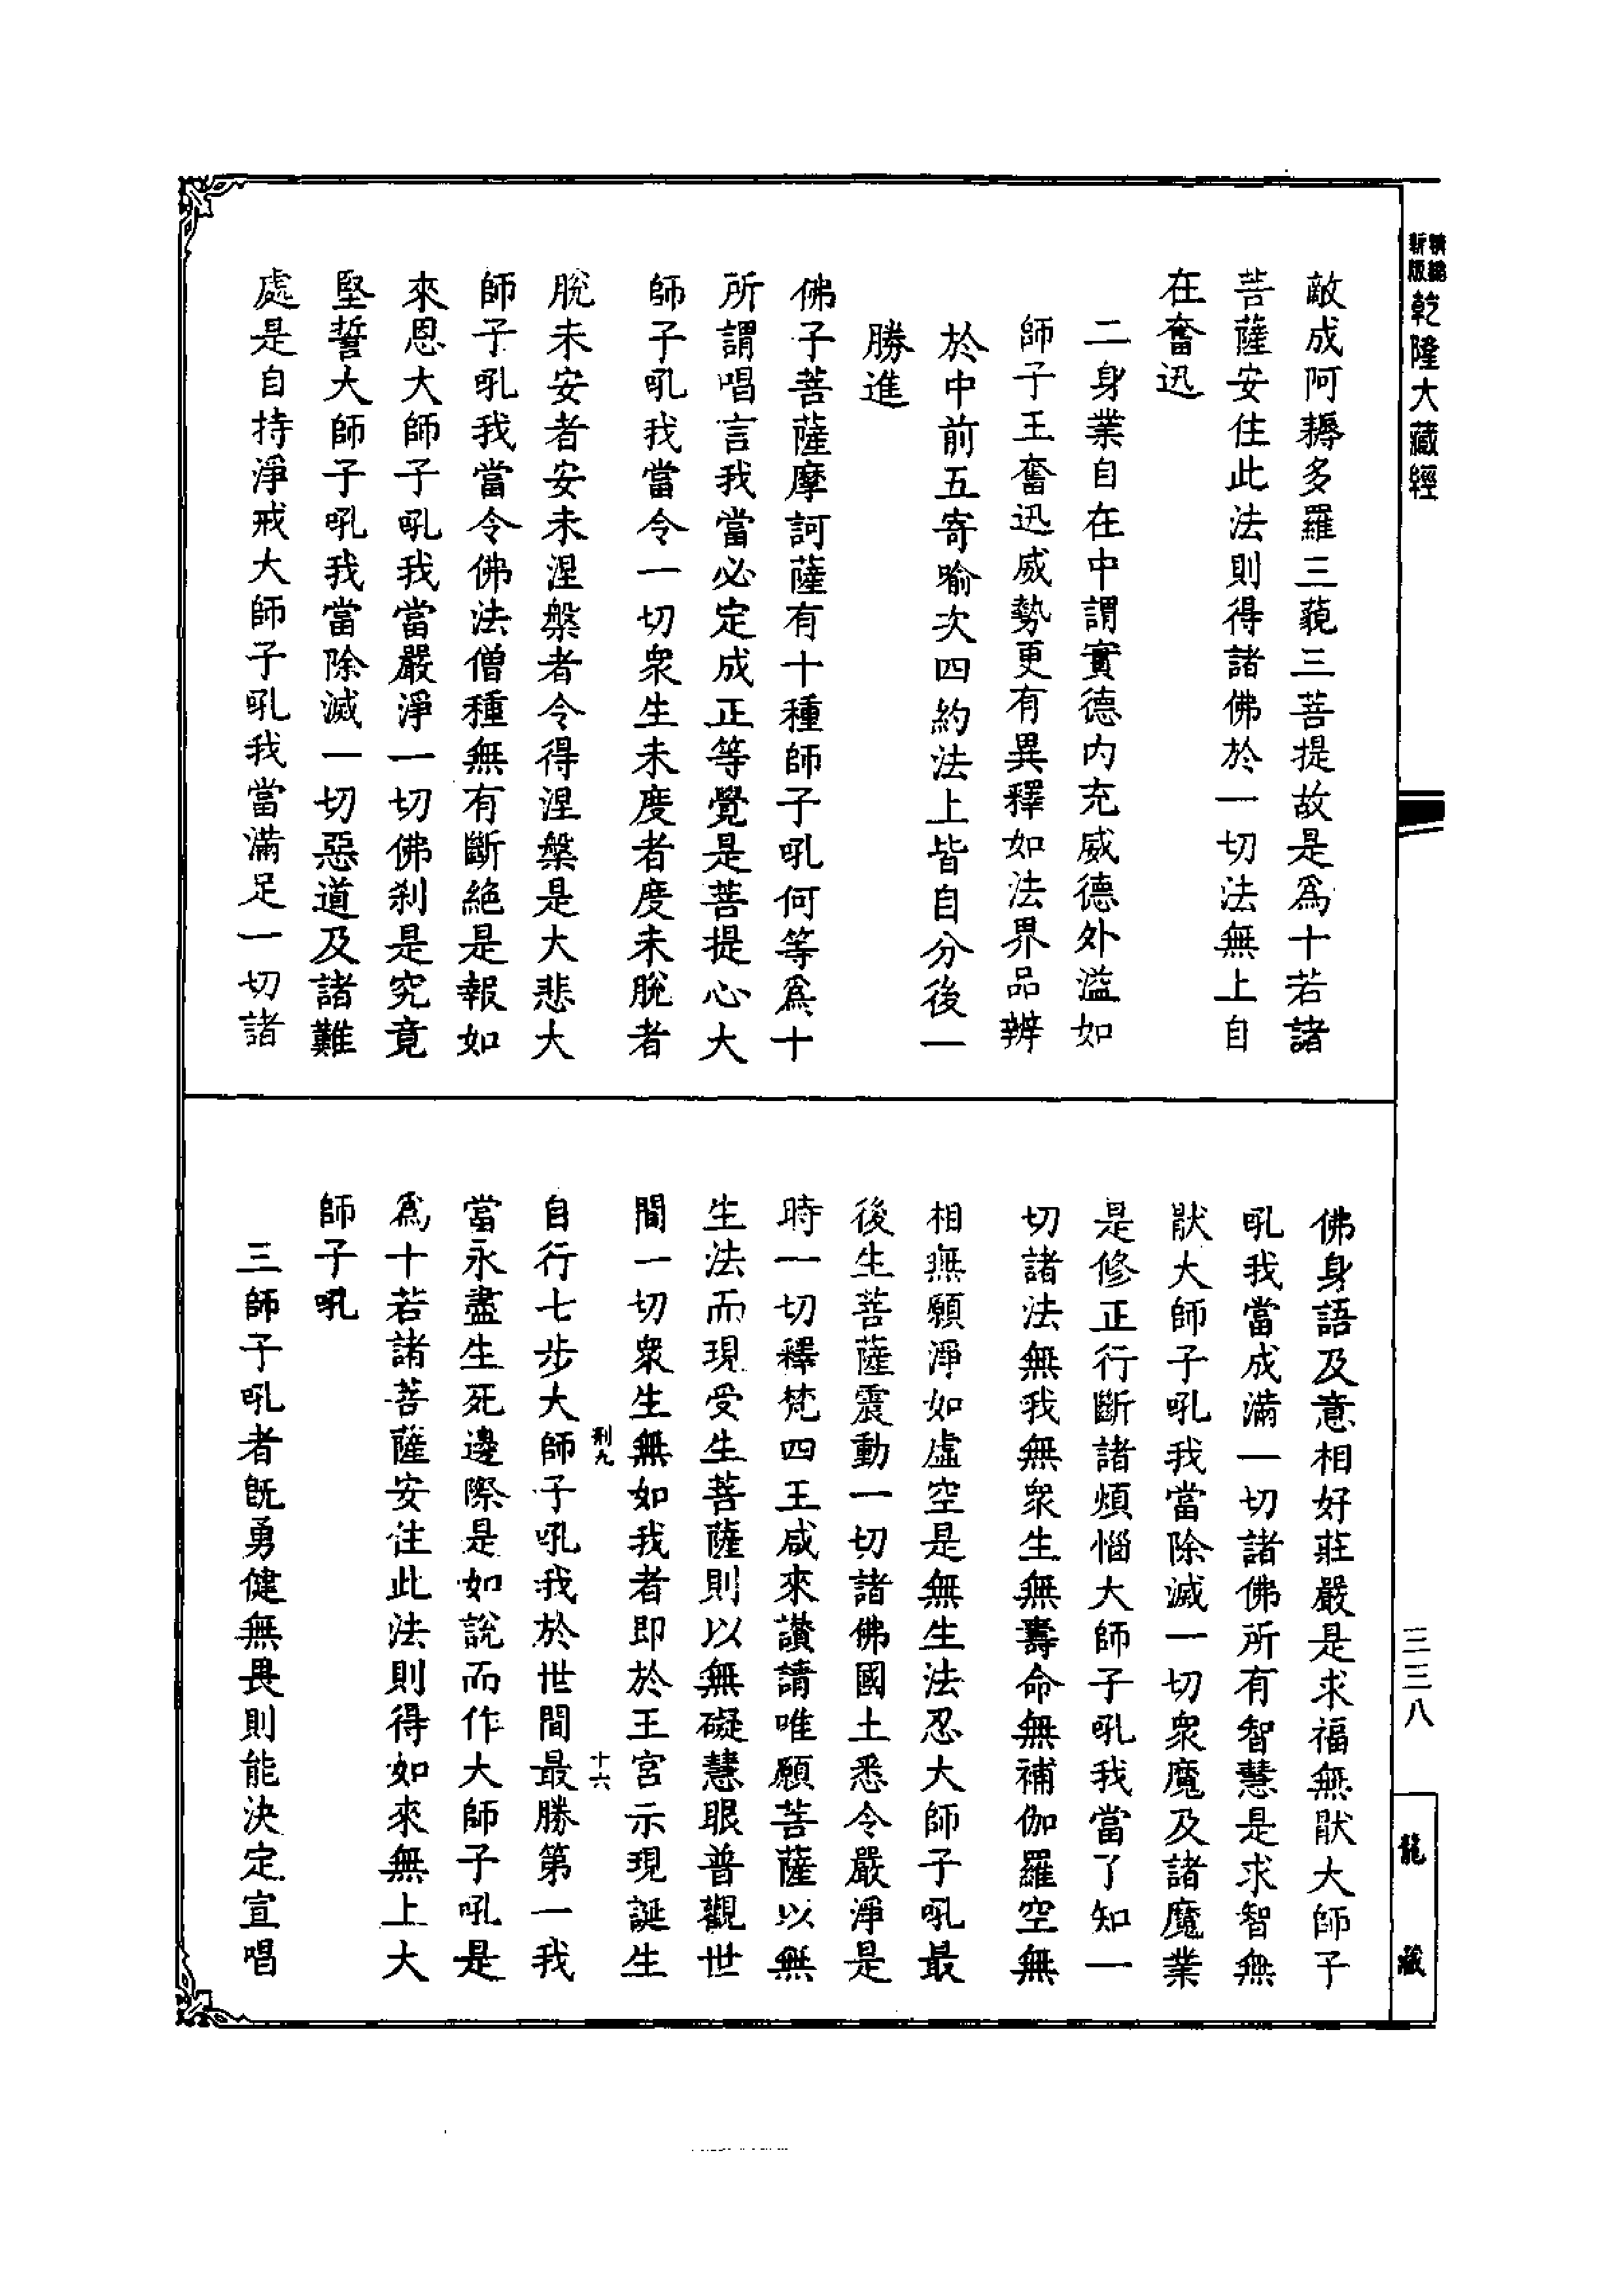 精編新版乾隆大藏經
敵成阿耨多羅三藐三菩提故是爲十若諸
菩薩安住此法則得諸佛於一切法無上自
在奮迅
二身業自在中謂實德内充威德外溢如
師子王奮迅威勢更有異釋如法界品辨
於中前五寄喻次四約法上皆自分後一
勝進
佛子菩薩摩訶薩有十種師子吼何等爲十
所謂唱言我當必定成正等覺是菩提心大
師子吼我當令一切衆生未度者度未脫者
脫未安者安未涅槃者令得涅槃是大悲大
師子吼我當令佛法僧種無有斷絕是報如
來恩大師子吼我當嚴淨一切佛刹是究竟
堅誓大師子吼我當除滅一切惡道及諸難
處是自持淨戒大師子吼我當滿足一切諸
佛身語及意相好莊嚴是求福無猒大師子
吼我當成滿一切諸佛所有智慧是求智無
猒大師子吼我當除滅一切衆魔及諸魔業
是修正行斷諸煩惱大師子吼我當了知一
切諸法無我無衆生無壽命無補伽羅空無
相無願淨如虛空是無生法忍大師子吼最
後生菩薩震動一切諸佛國土悉令嚴淨是
時一切釋梵四王咸來讚請唯願菩薩以無
生法而現受生菩薩則以無礙慧眼普觀世
間一切衆生無如我者即於王宮示現誕生
自行七步大師子吼我於世間最勝第一我
當永盡生死邊際是如說而作大師子吼是
爲十若諸菩薩安住此法則得如來無上大
師子吼
三師子吼者旣勇健無畏則能決定宣唱
刑九
十六
三三八
龍藏